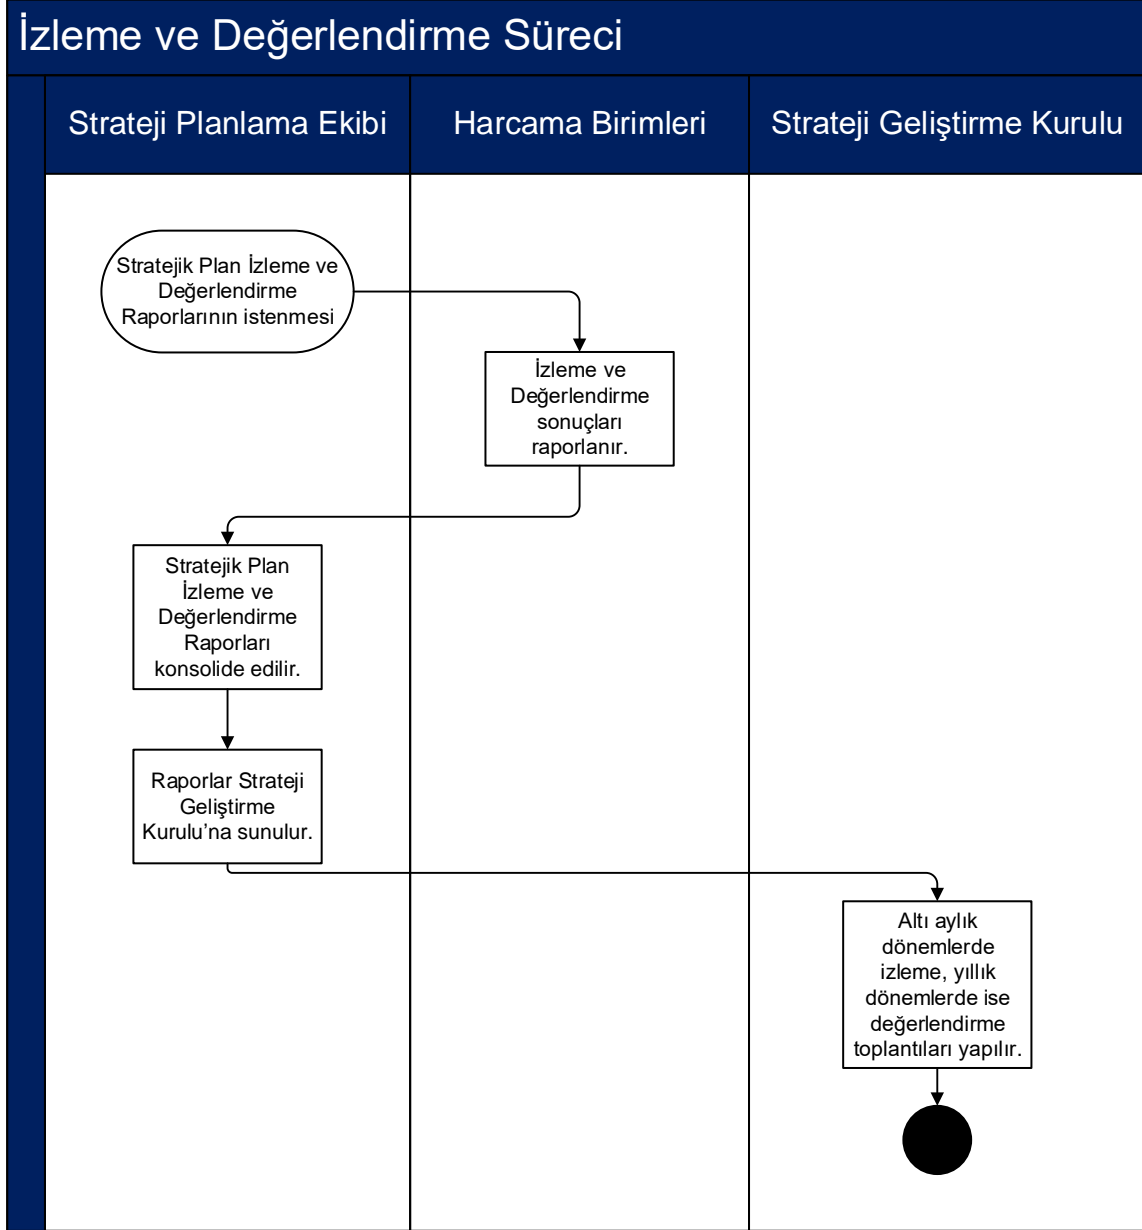 İzleme ve Değerlendirme Süreci
Strateji Planlama Ekibi
Harcama Birimleri
Strateji Geliştirme Kurulu
Stratejik Plan İzleme ve
Değerlendirme
Raporlarının istenmesi
İzleme ve
Değerlendirme
sonuçları
raporlanır.
Stratejik Plan
İzleme ve
Değerlendirme
Raporları
konsolide edilir.
Raporlar Strateji
Geliştirme
Kurulu’na sunulur.
Altı aylık
dönemlerde
izleme, yıllık
dönemlerde ise
değerlendirme
toplantıları yapılır.